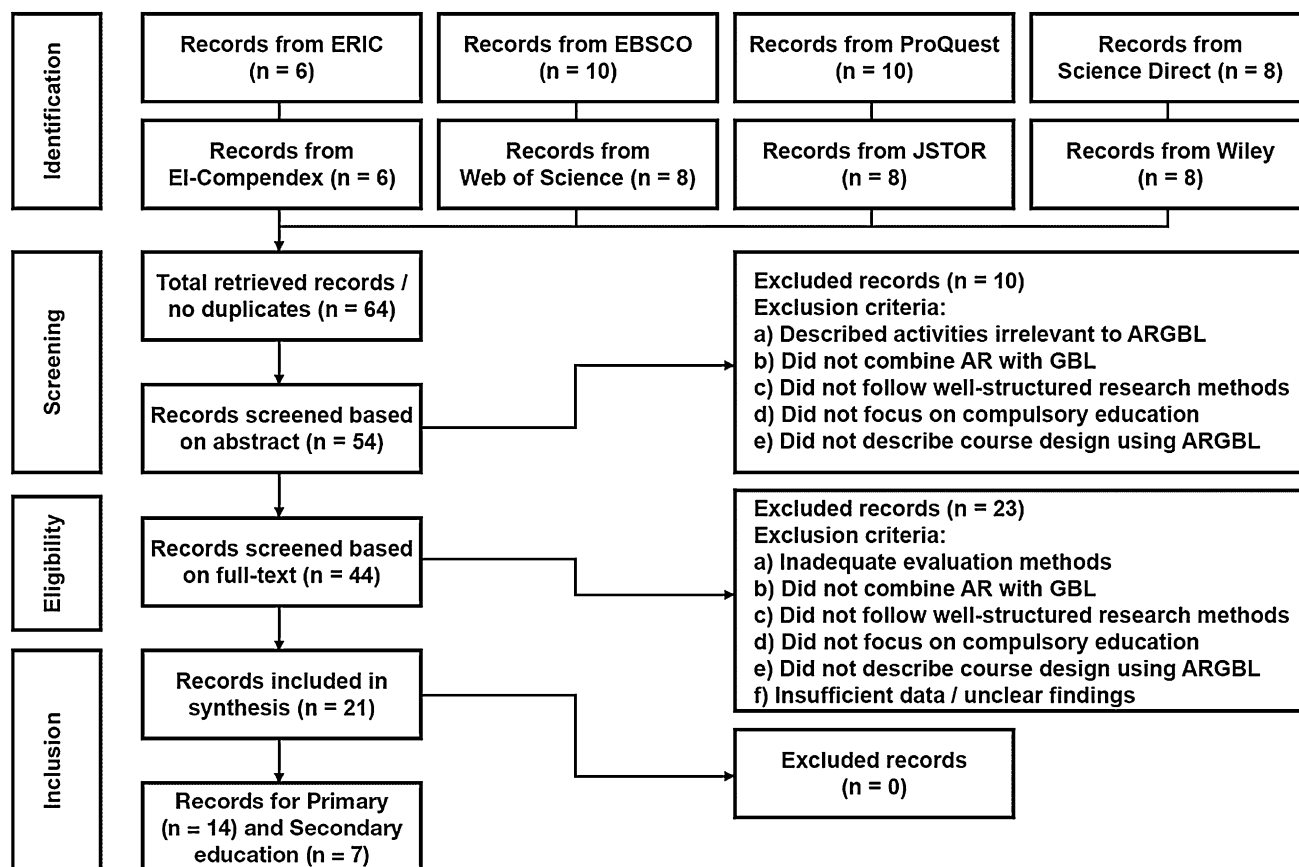 Identification
Records from ERIC
(n = 6)
Records from EBSCO
(n = 10)
Records from ProQuest
(n = 10)
Records from
Science Direct (n = 8)
Records from
EI-Compendex (n = 6)
Records from
Web of Science (n = 8)
Records from JSTOR
(n = 8)
Records from Wiley
(n = 8)
Screening
Total retrieved records /
no duplicates (n = 64)
Records screened based
on abstract (n = 54)
Excluded records (n = 10)
Exclusion criteria:
a) Described activities irrelevant to ARGBL
b) Did not combine AR with GBL
c) Did not follow well-structured research methods
d) Did not focus on compulsory education
e) Did not describe course design using ARGBL
Eligibility
Records screened based
on full-text (n = 44)
Excluded records (n = 23)
Exclusion criteria:
a) Inadequate evaluation methods
b) Did not combine AR with GBL
c) Did not follow well-structured research methods
d) Did not focus on compulsory education
e) Did not describe course design using ARGBL
f) Insufficient data / unclear findings
Inclusion
Records included in
synthesis (n = 21)
Excluded records
(n = 0)
Records for Primary
(n = 14) and Secondary
education (n = 7)